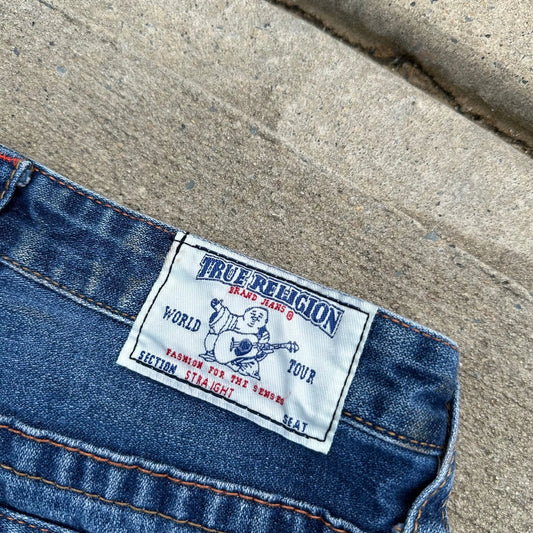 TRUE RELIGION
BRAND JEANS ®
WORLD TOUR
FASHION FOR THE SENSES
SECTION STRAIGHT SEAT